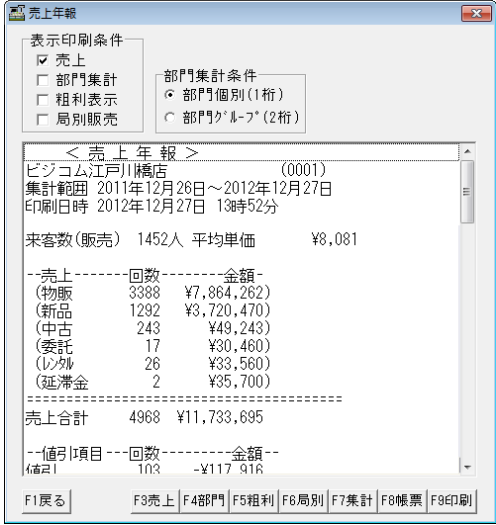 売上年報
表示印刷条件
売上
部門集計
粗利表示
局別販売
部門集計条件
部門個別(1桁)
部門ｸﾞﾙｰﾌﾟ(2桁)
＜ 売 上 年 報 ＞
ビジコム江戸川橋店 (0001)
集計範囲 2011年12月26日～2012年12月27日
印刷日時 2012年12月27日 13時52分
来客数(販売) 1452人 平均単価 ¥8,081
--売上-------回数--------金額-
(物販 3388 ¥7,864,262)
(新品 1292 ¥3,720,470)
(中古 243 ¥49,243)
(委託 17 ¥30,460)
(ﾚﾝﾀﾙ 26 ¥33,560)
(延滞金 2 ¥35,700)
========================================
売上合計 4968 ¥11,733,695
--値引項目---回数--------金額--
値引 103 -¥117,916
F1戻る F3売上 F4部門 F5粗利 F6局別 F7集計 F8帳票 F9印刷